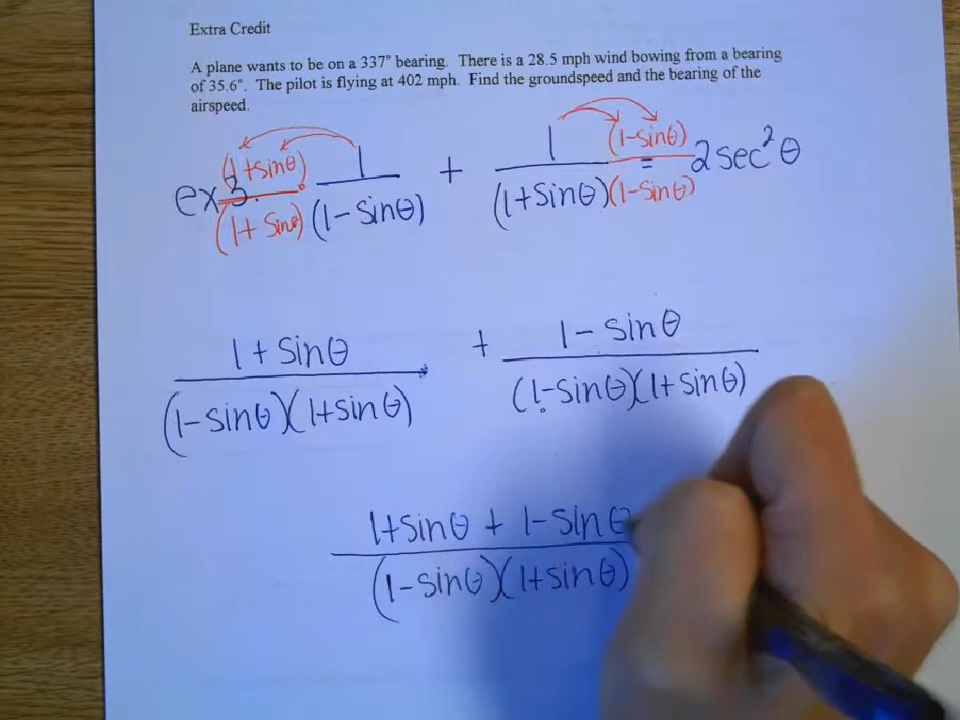 Extra Credit
A plane wants to be on a 337° bearing. There is a 28.5 mph wind bowing from a bearing
of 35.6°. The pilot is flying at 402 mph. Find the groundspeed and the bearing of the
airspeed.
(1+sinθ) 1 + 1 (1-sinθ)
ex 3. · = 2sec²θ
(1+ Sinθ) (1-Sinθ) (1+Sinθ)(1-Sinθ)
1+ Sinθ + 1- Sinθ
(1-sinθ)(1+sinθ) (1-sinθ)(1+sinθ)
1+sinθ + 1-sinθ
(1-sinθ)(1+sinθ)